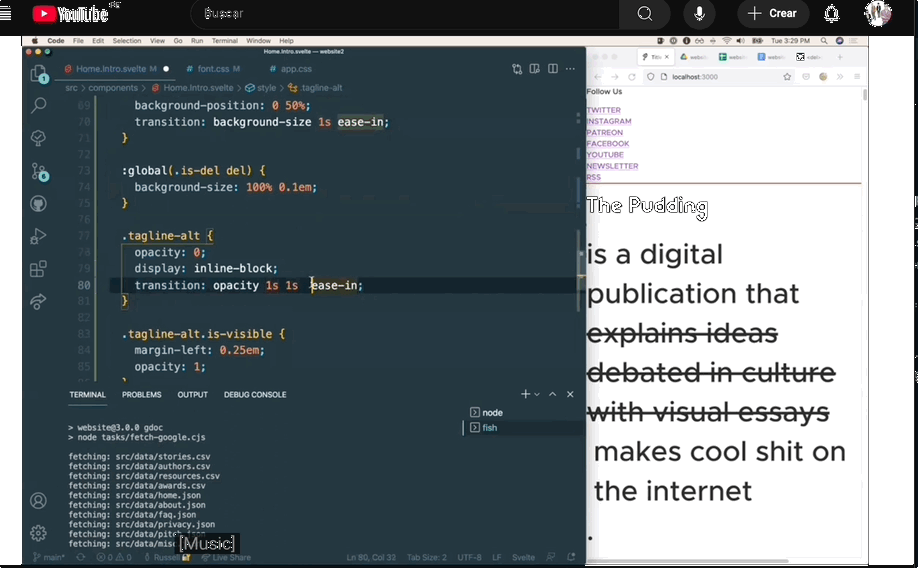 YouTube
Buscar
Crear
Code File Edit Selection View Go Run Terminal Window Help
Tue 3:29 PM
Home.Intro.svelte — website2
Home.Intro.svelte M
font.css M
app.css
src > components > Home.Intro.svelte > style > .tagline-alt
69 background-position: 0 50%;
70 transition: background-size 1s ease-in;
71 }
72
73 :global(.is-del del) {
74 background-size: 100% 0.1em;
75 }
76
77 .tagline-alt {
78 opacity: 0;
79 display: inline-block;
80 transition: opacity 1s 1s ease-in;
81 }
82
83 .tagline-alt.is-visible {
84 margin-left: 0.25em;
85 opacity: 1;
TERMINAL PROBLEMS OUTPUT DEBUG CONSOLE
node
fish
> website@3.0.0 gdoc
> node tasks/fetch-google.cjs
fetching: src/data/stories.csv
fetching: src/data/authors.csv
fetching: src/data/resources.csv
fetching: src/data/awards.csv
fetching: src/data/home.json
fetching: src/data/about.json
fetching: src/data/faq.json
fetching: src/data/privacy.json
[Music]
main* 0 0 Russell Live Share
Ln 80, Col 32 Tab Size: 2 UTF-8 LF Svelte
localhost:3000
Follow Us
TWITTER
INSTAGRAM
PATREON
FACEBOOK
YOUTUBE
NEWSLETTER
RSS
The Pudding
is a digital
publication that
explains ideas
debated in culture
with visual essays
makes cool shit on
the internet
.